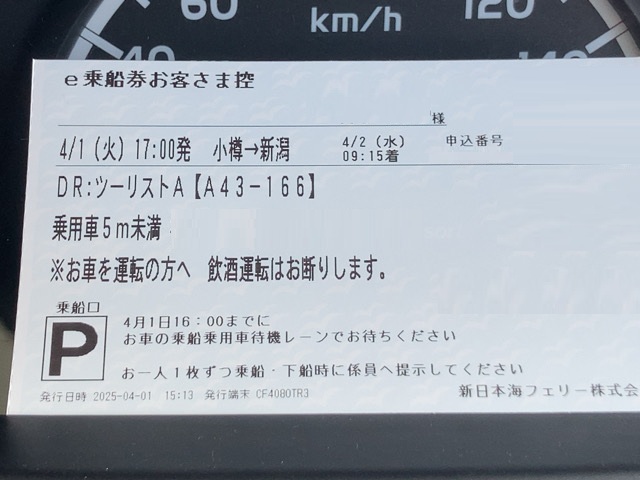 60 km/h 120
40 140
e乗船券お客さま控
様
4/1（火）17:00発 小樽→新潟 4/2（水） 申込番号
09:15着
DR:ツーリストA【A43-166】
乗用車5m未満
※お車を運転の方へ 飲酒運転はお断りします。
乗船口
P
4月1日16:00までに
お車の乗船乗用車待機レーンでお待ちください
お一人1枚ずつ乗船・下船時に係員へ提示してください
発行日時 2025-04-01 15:13 発行端末 CF4080TR3 新日本海フェリー株式会